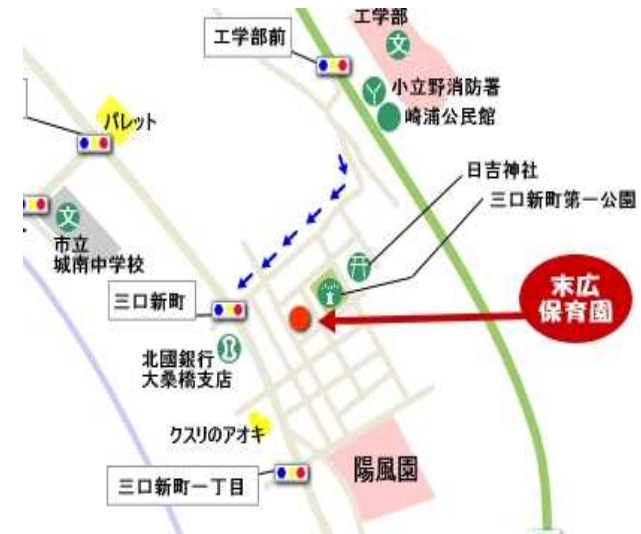 工学部
工学部前
文
小立野消防署
崎浦公民館
パレット
日吉神社
三口新町第一公園
文
市立
城南中学校
末広
保育園
三口新町
北國銀行
大桑橋支店
クスリのアオキ
陽風園
三口新町一丁目